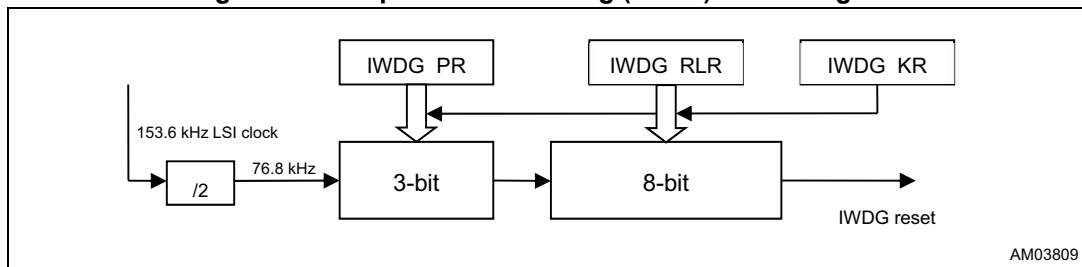 IWDG PR
IWDG RLR
IWDG KR
153.6 kHz LSI clock
76.8 kHz
/2
3-bit
8-bit
IWDG reset
AM03809